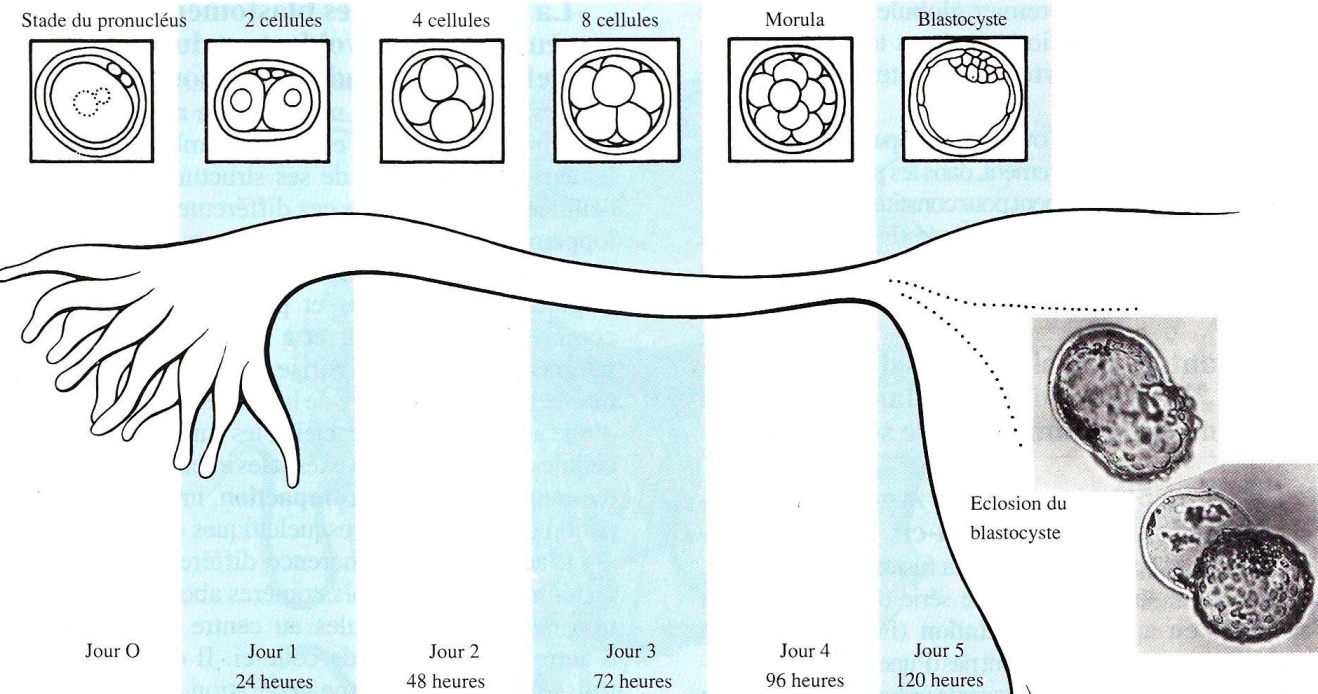 Stade du pronucléus
2 cellules
4 cellules
8 cellules
Morula
Blastocyste
Eclosion du
blastocyste
Jour O
Jour 1
24 heures
Jour 2
48 heures
Jour 3
72 heures
Jour 4
96 heures
Jour 5
120 heures